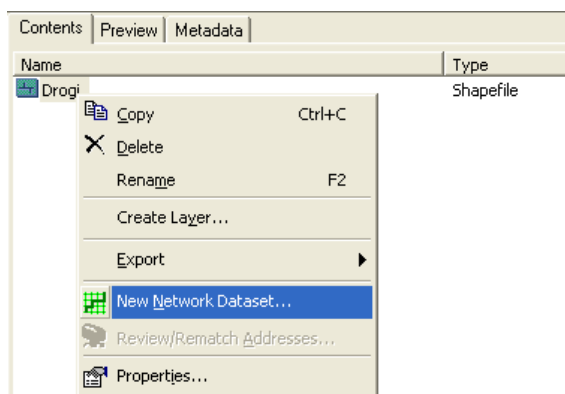 Contents Preview Metadata
Name Type
Drogi Shapefile
Copy Ctrl+C
Delete
Rename F2
Create Layer...
Export
New Network Dataset...
Review/Rematch Addresses...
Properties...